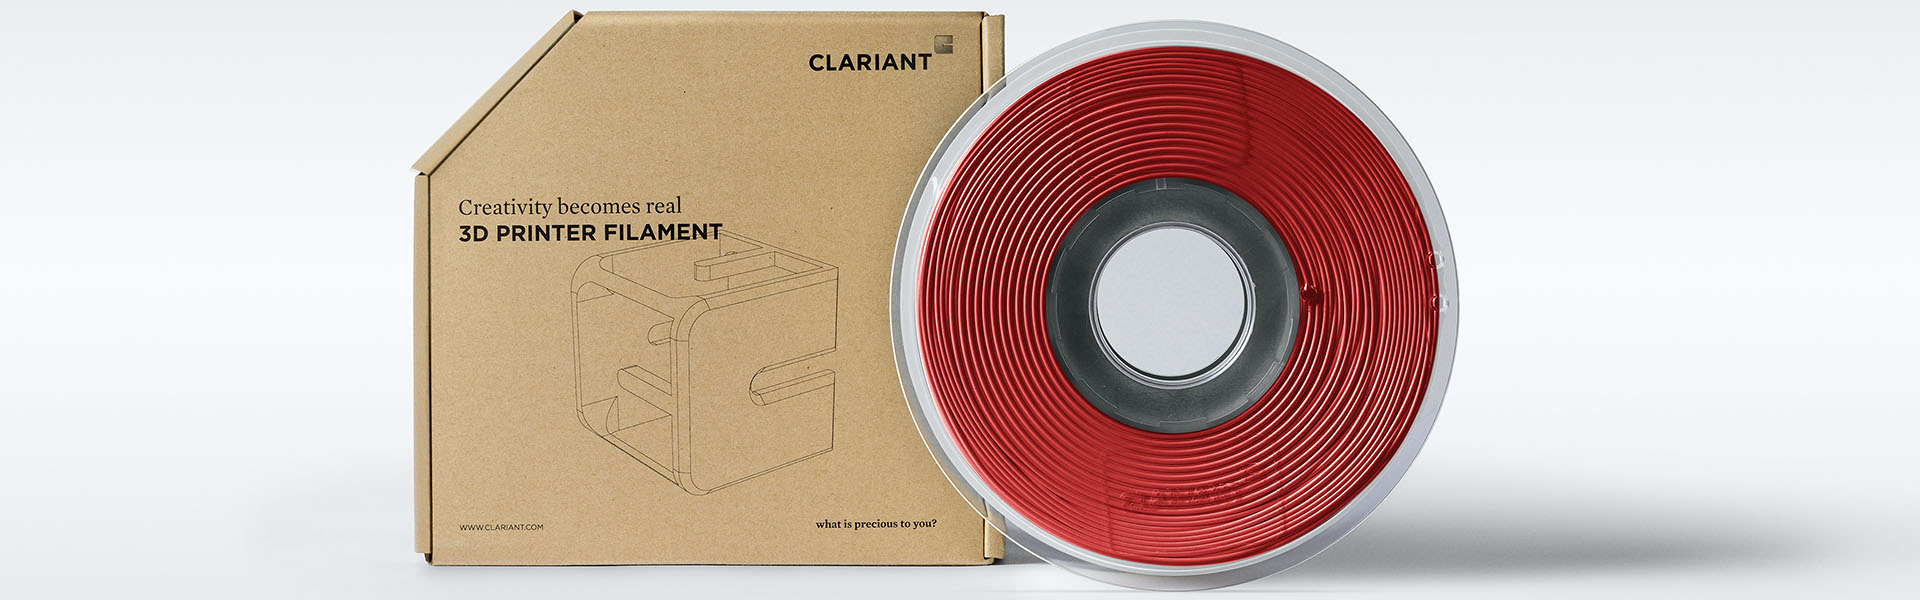 CLARIANT
Creativity becomes real
3D PRINTER FILAMENT
WWW.CLARIANT.COM
what is precious to you?